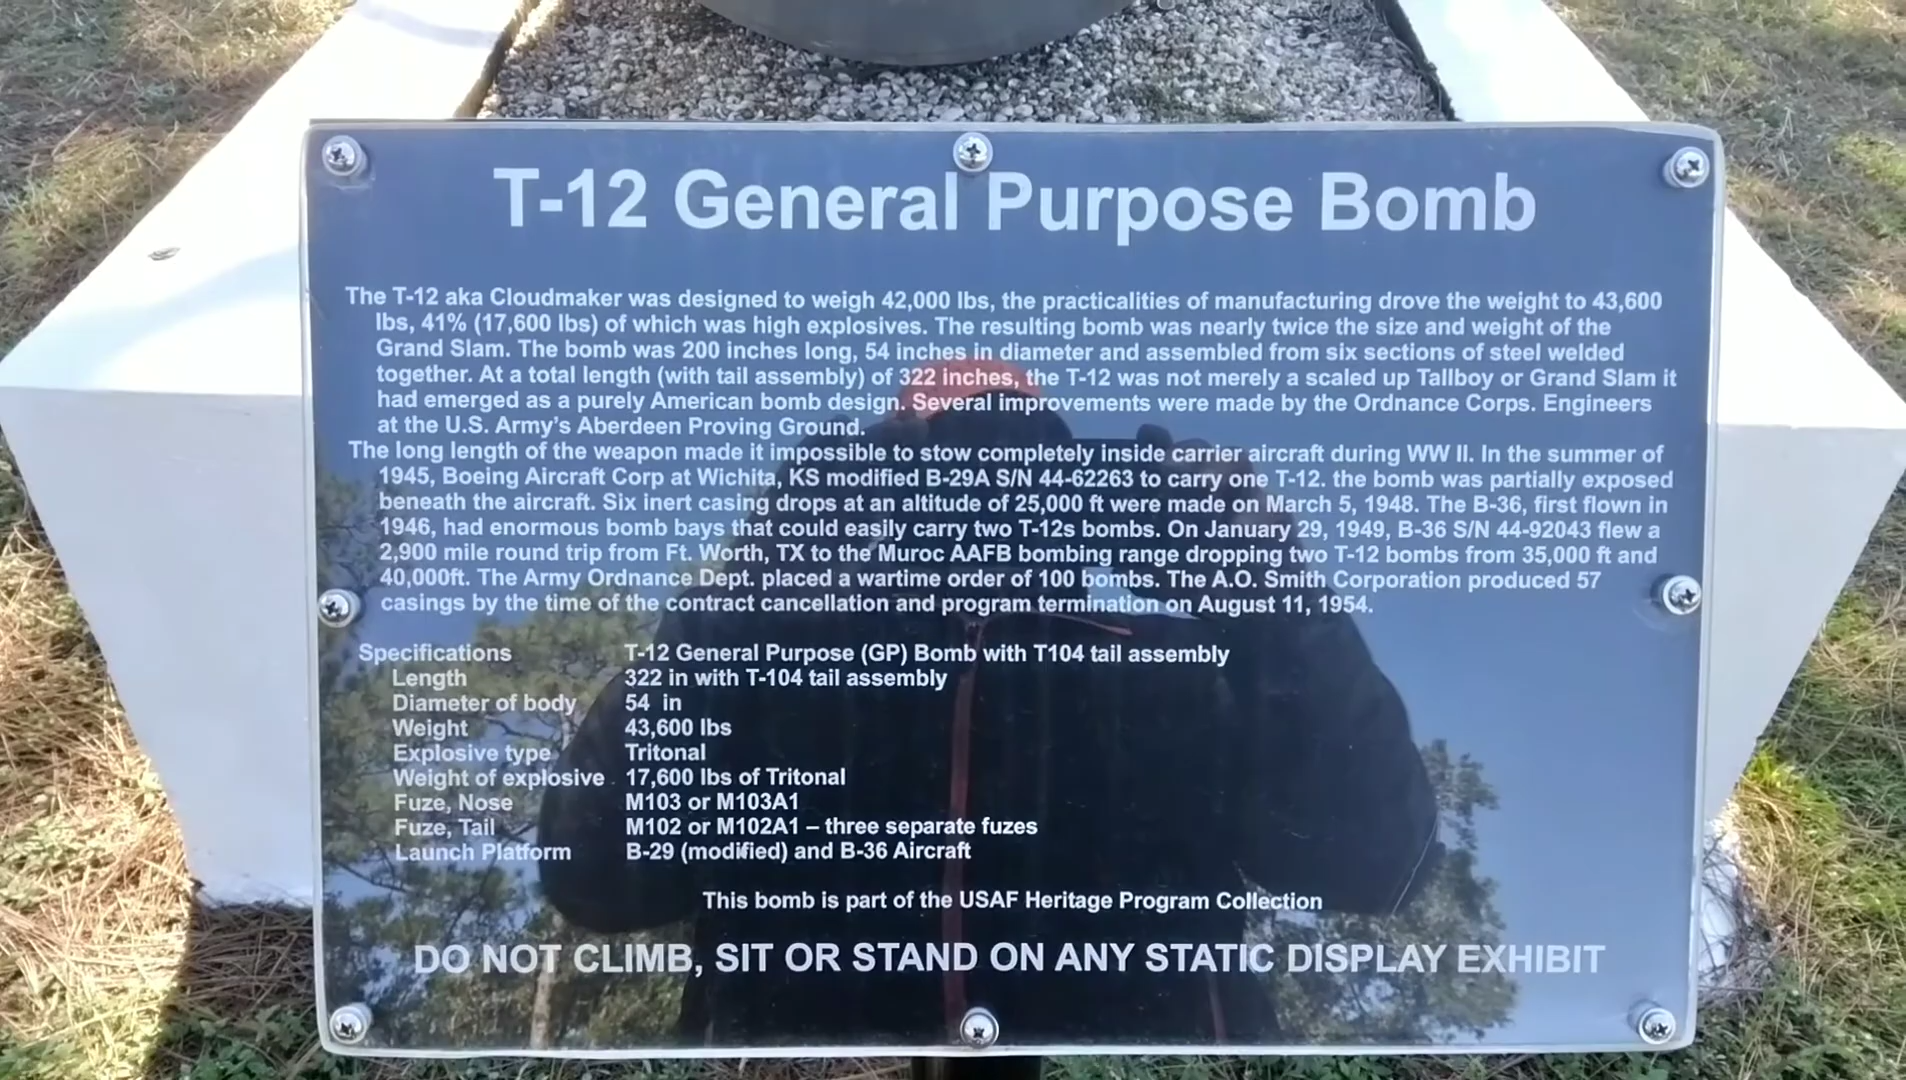 T-12 General Purpose Bomb
The T-12 aka Cloudmaker was designed to weigh 42,000 lbs, the practicalities of manufacturing drove the weight to 43,600
lbs, 41% (17,600 lbs) of which was high explosives. The resulting bomb was nearly twice the size and weight of the
Grand Slam. The bomb was 200 inches long, 54 inches in diameter and assembled from six sections of steel welded
together. At a total length (with tail assembly) of 322 inches, the T-12 was not merely a scaled up Tallboy or Grand Slam it
had emerged as a purely American bomb design. Several improvements were made by the Ordnance Corps. Engineers
at the U.S. Army's Aberdeen Proving Ground.
The long length of the weapon made it impossible to stow completely inside carrier aircraft during WW II. In the summer of
1945, Boeing Aircraft Corp at Wichita, KS modified B-29A S/N 44-62263 to carry one T-12. the bomb was partially exposed
beneath the aircraft. Six inert casing drops at an altitude of 25,000 ft were made on March 5, 1948. The B-36, first flown in
1946, had enormous bomb bays that could easily carry two T-12s bombs. On January 29, 1949, B-36 S/N 44-92043 flew a
2,900 mile round trip from Ft. Worth, TX to the Muroc AAFB bombing range dropping two T-12 bombs from 35,000 ft and
40,000ft. The Army Ordnance Dept. placed a wartime order of 100 bombs. The A.O. Smith Corporation produced 57
casings by the time of the contract cancellation and program termination on August 11, 1954.
Specifications T-12 General Purpose (GP) Bomb with T104 tail assembly
Length 322 in with T-104 tail assembly
Diameter of body 54 in
Weight 43,600 lbs
Explosive type Tritonal
Weight of explosive 17,600 lbs of Tritonal
Fuze, Nose M103 or M103A1
Fuze, Tail M102 or M102A1 – three separate fuzes
Launch Platform B-29 (modified) and B-36 Aircraft
This bomb is part of the USAF Heritage Program Collection
DO NOT CLIMB, SIT OR STAND ON ANY STATIC DISPLAY EXHIBIT